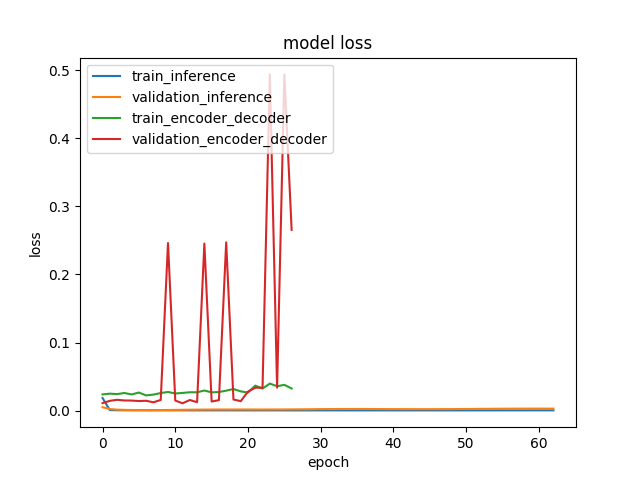 model loss
train_inference
validation_inference
train_encoder_decoder
validation_encoder_decoder
loss
0.5
0.4
0.3
0.2
0.1
0.0
0 10 20 30 40 50 60
epoch